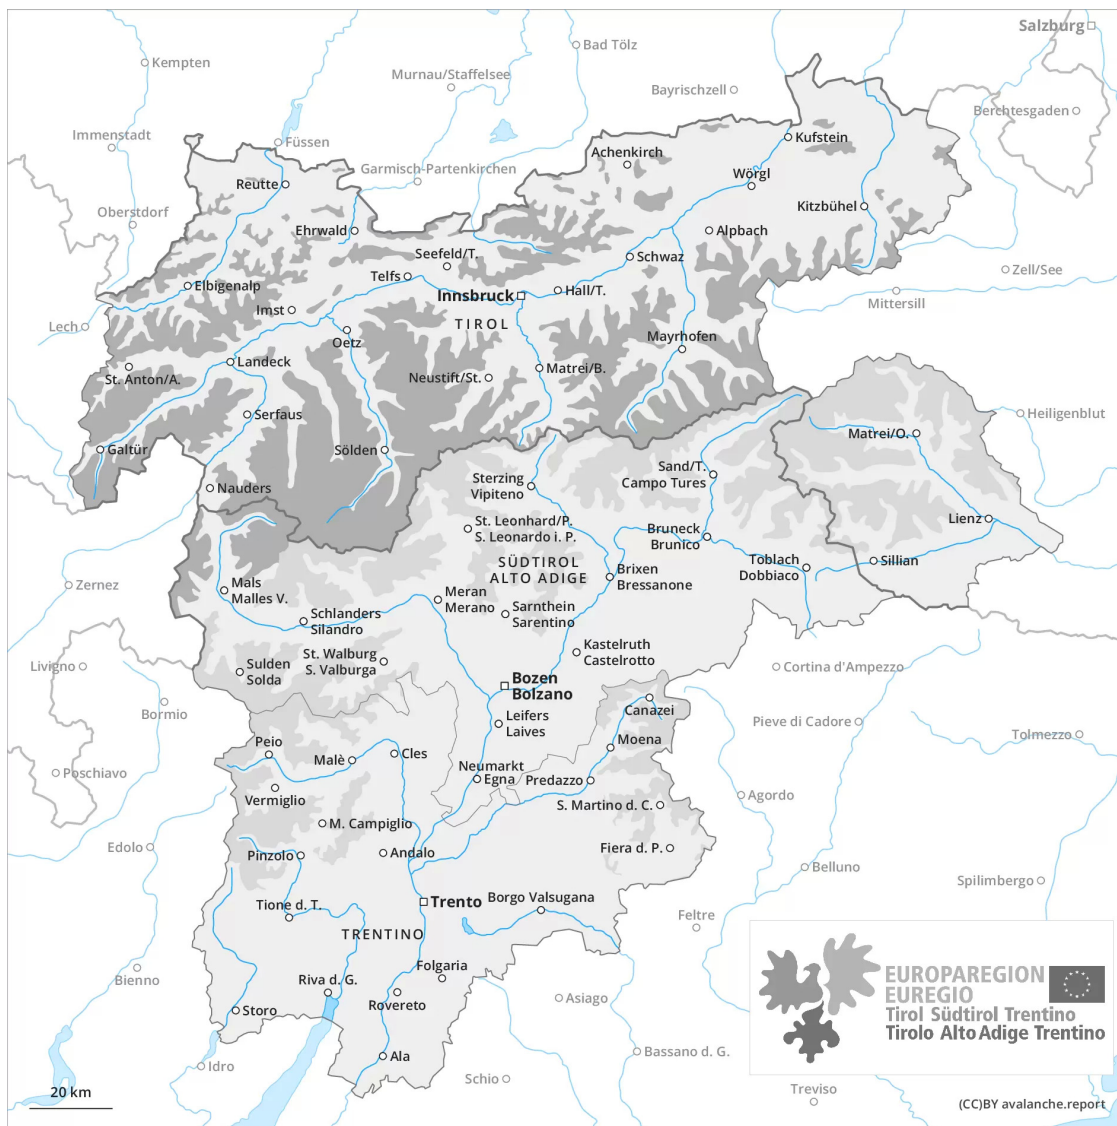 Salzburg
Kempten
Bad Tölz
Murnau/Staffelsee
Bayrischzell
Berchtesgaden
Immenstadt
Füssen
Kufstein
Achenkirch
Garmisch-Partenkirchen
Wörgl
Reutte
Kitzbühel
Oberstdorf
Ehrwald
Alpbach
Seefeld/T.
Schwaz
Telfs
Zell/See
Elbigenalp
Hall/T.
Innsbruck
Mittersill
Imst
TIROL
Lech
Oetz
Mayrhofen
Landeck
St. Anton/A.
Neustift/St.
Matrei/B.
Serfaus
Heiligenblut
Matrei/O.
Galtür
Sölden
Sand/T.
Campo Tures
Sterzing
Vipiteno
Nauders
Lienz
St. Leonhard/P.
S. Leonardo i. P.
Bruneck
Brunico
SÜDTIROL
ALTO ADIGE
Toblach
Dobbiaco
Sillian
Brixen
Bressanone
Zernez
Mals
Malles V.
Meran
Merano
Schlanders
Silandro
Sarnthein
Sarentino
Kastelruth
Castelrotto
St. Walburg
S. Valburga
Livigno
Sulden
Solda
Cortina d'Ampezzo
Bozen
Bolzano
Bormio
Canazei
Leifers
Laives
Pieve di Cadore
Tolmezzo
Peio
Moena
Malè
Cles
Poschiavo
Neumarkt
Egna
Predazzo
Vermiglio
Agordo
S. Martino d. C.
M. Campiglio
Edolo
Pinzolo
Andalo
Fiera d. P.
Belluno
Spilimbergo
Trento
Borgo Valsugana
Tione d. T.
Feltre
TRENTINO
Bienno
Folgaria
Riva d. G.
Rovereto
Asiago
Storo
EUROPAREGION
EUREGIO
Tirol Südtirol Trentino
Tirolo Alto Adige Trentino
Ala
Bassano d. G.
Idro
Schio
20 km
Treviso
(CC)BY avalanche.report